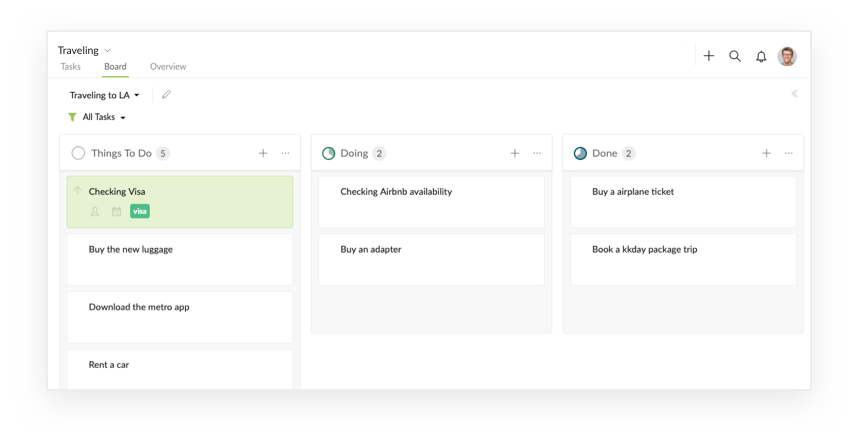 Traveling
Tasks Board Overview
Traveling to LA
All Tasks
Things To Do 5
Checking Visa
visa
Buy the new luggage
Download the metro app
Rent a car
Doing 2
Checking Airbnb availability
Buy an adapter
Done 2
Buy a airplane ticket
Book a kkday package trip